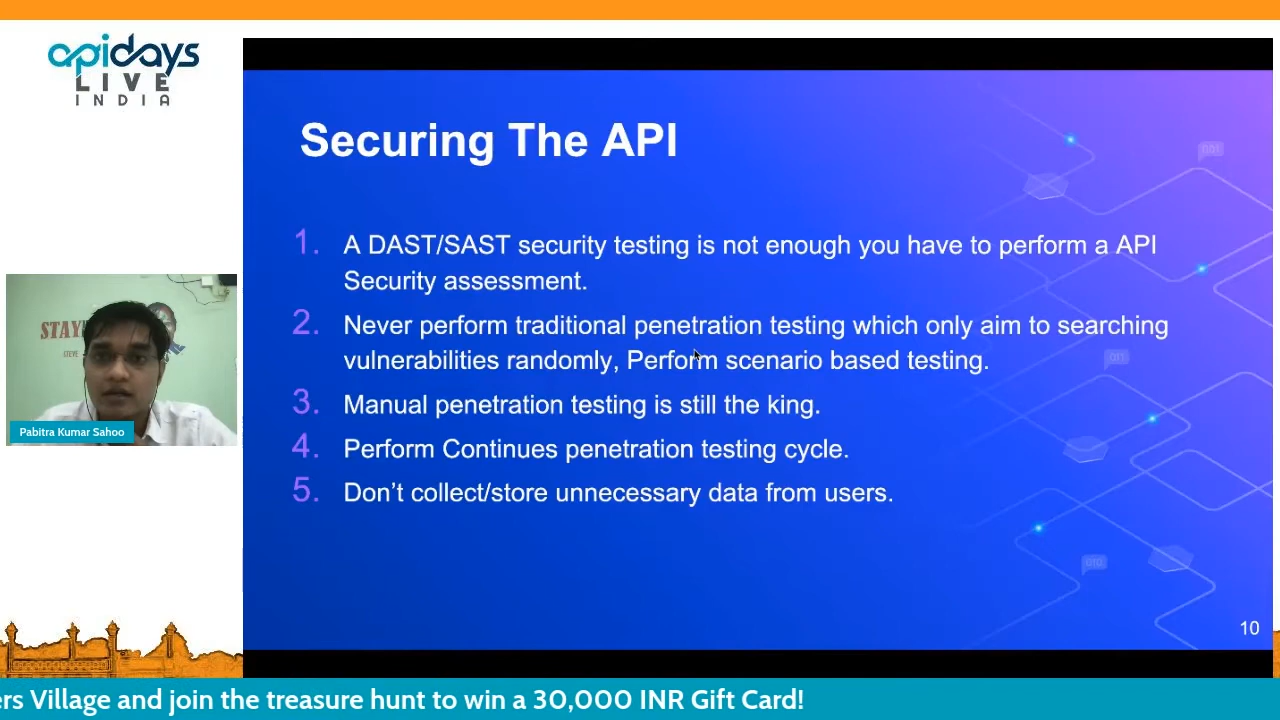 apidays
LIVE
INDIA
Securing The API
1. A DAST/SAST security testing is not enough you have to perform a API
Security assessment.
2. Never perform traditional penetration testing which only aim to searching
vulnerabilities randomly, Perform scenario based testing.
3. Manual penetration testing is still the king.
4. Perform Continues penetration testing cycle.
5. Don’t collect/store unnecessary data from users.
STAY
STEVE
Pabitra Kumar Sahoo
10
ers Village and join the treasure hunt to win a 30,000 INR Gift Card!